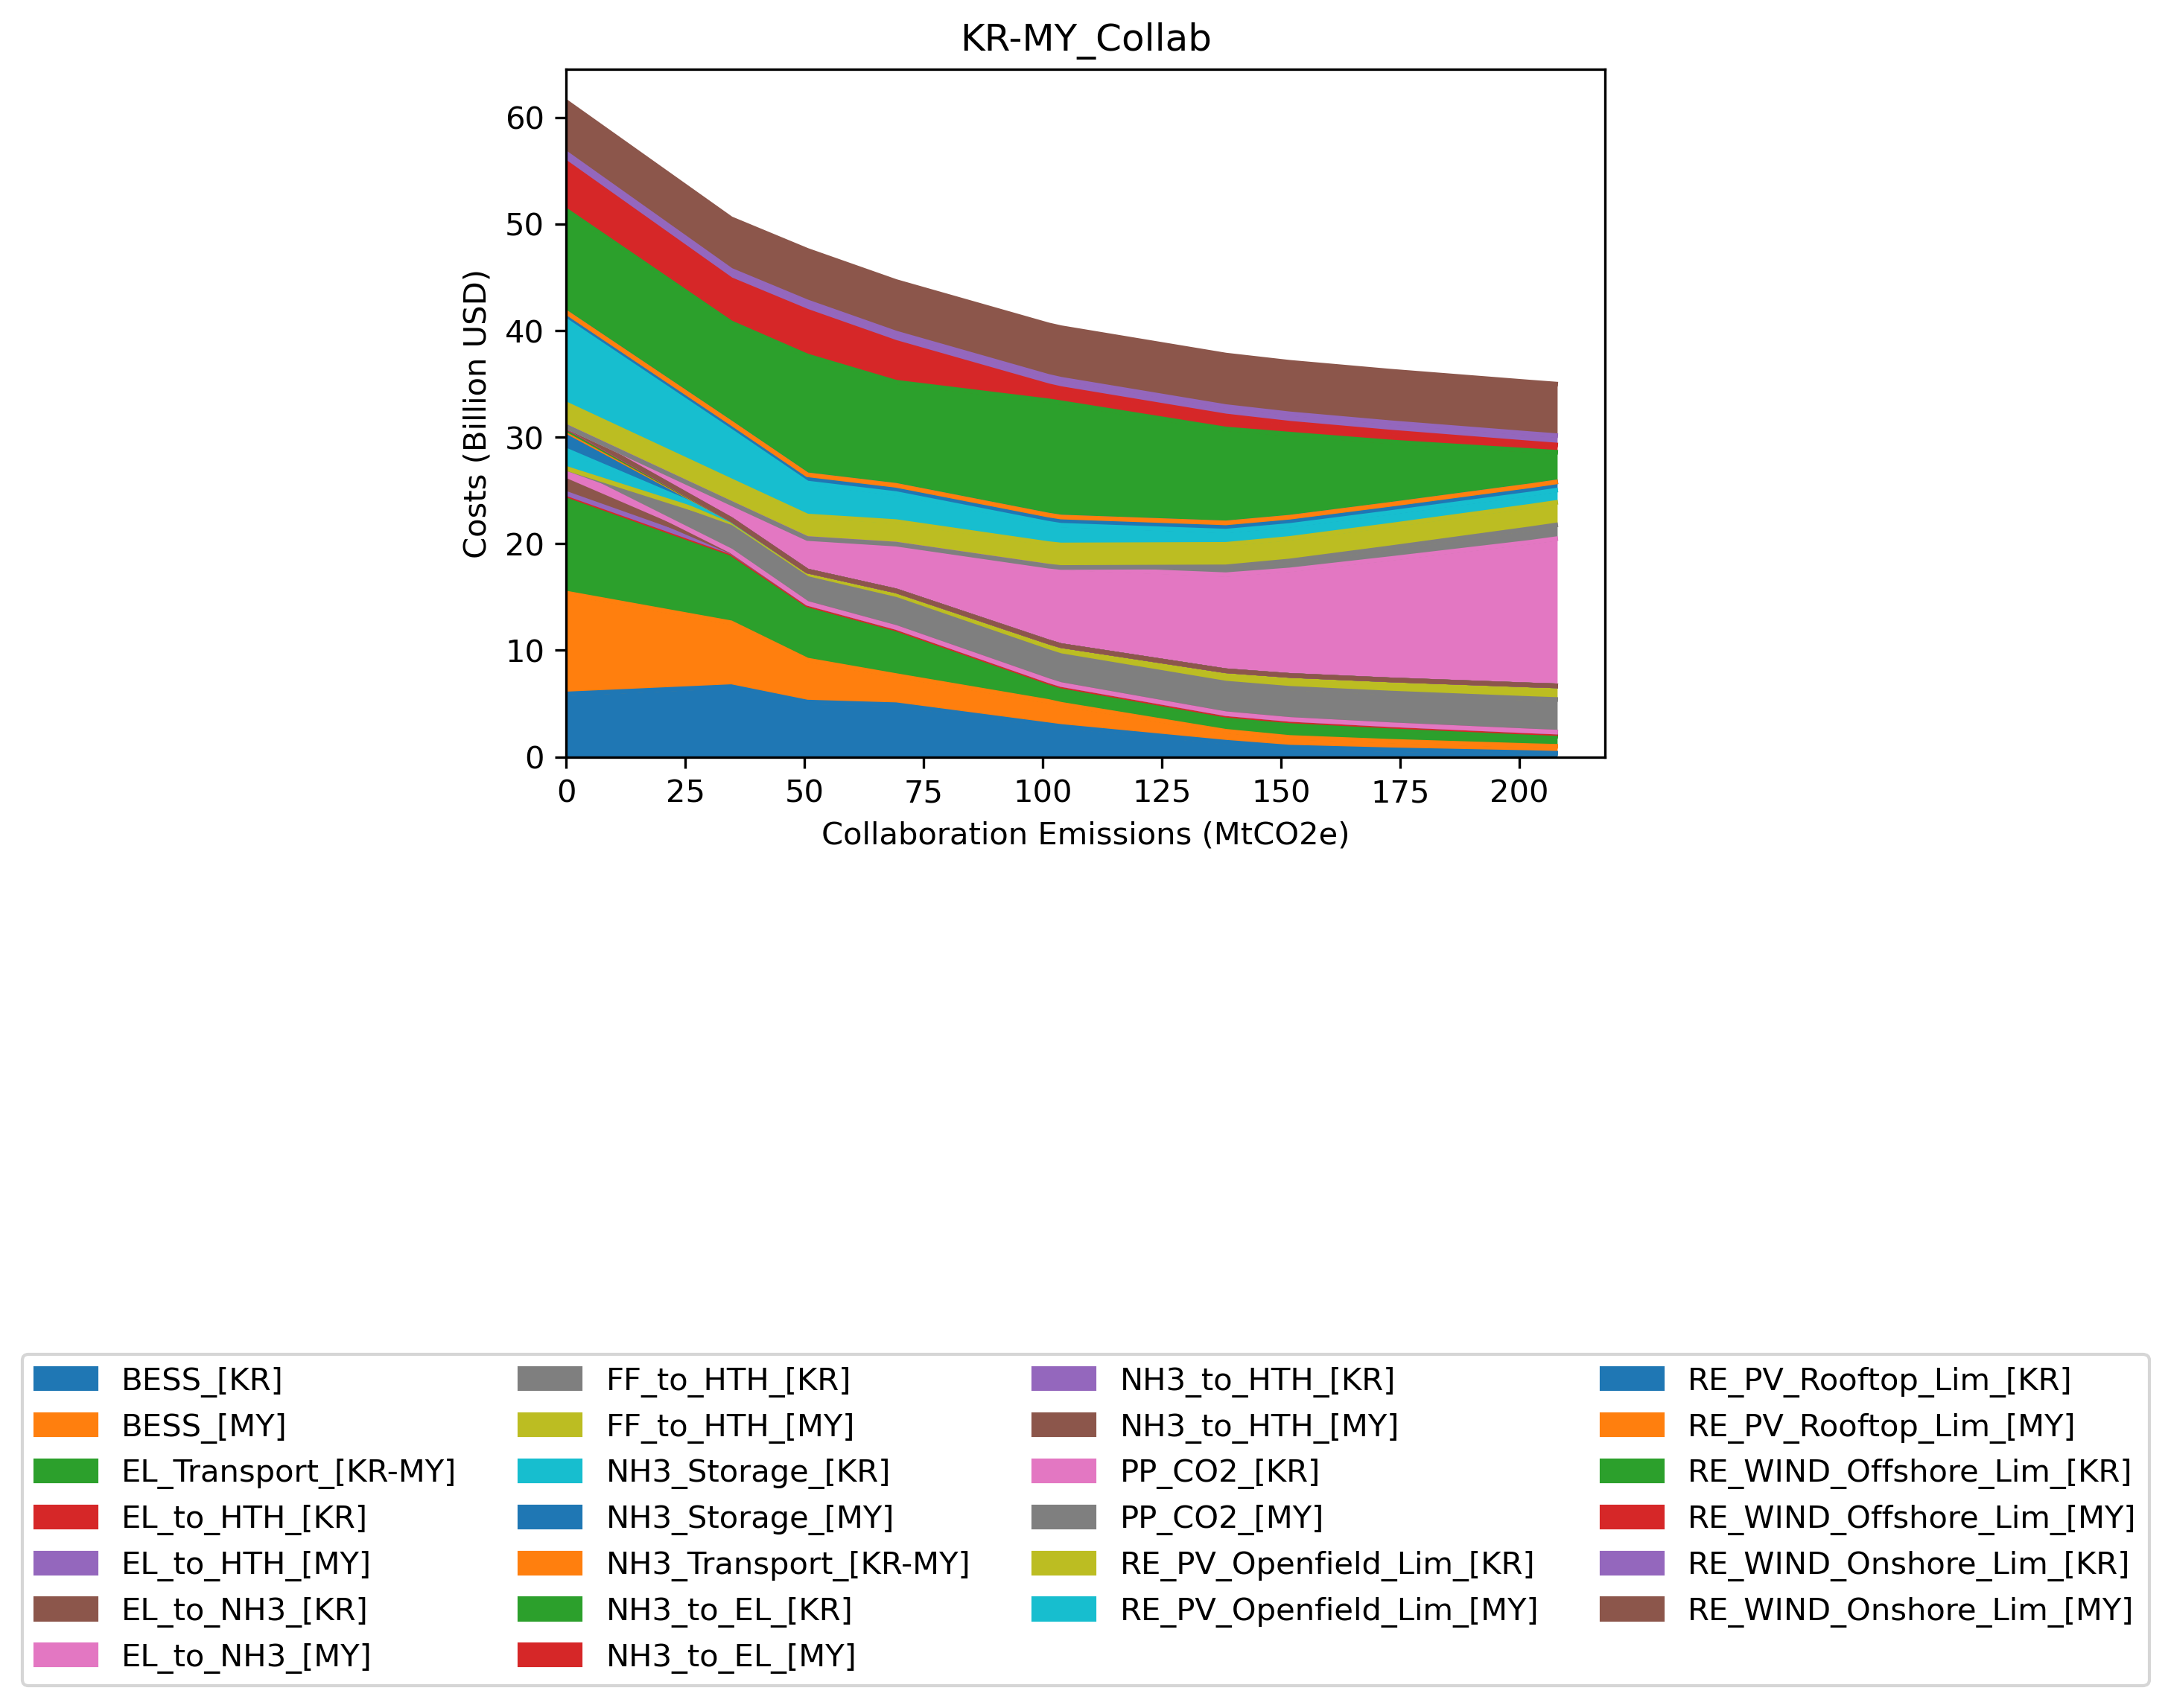 KR-MY_Collab
Costs (Billion USD)
60
50
40
30
20
10
0
0 25 50 75 100 125 150 175 200
Collaboration Emissions (MtCO2e)
BESS_[KR]
BESS_[MY]
EL_Transport_[KR-MY]
EL_to_HTH_[KR]
EL_to_HTH_[MY]
EL_to_NH3_[KR]
EL_to_NH3_[MY]
FF_to_HTH_[KR]
FF_to_HTH_[MY]
NH3_Storage_[KR]
NH3_Storage_[MY]
NH3_Transport_[KR-MY]
NH3_to_EL_[KR]
NH3_to_EL_[MY]
NH3_to_HTH_[KR]
NH3_to_HTH_[MY]
PP_CO2_[KR]
PP_CO2_[MY]
RE_PV_Openfield_Lim_[KR]
RE_PV_Openfield_Lim_[MY]
RE_PV_Rooftop_Lim_[KR]
RE_PV_Rooftop_Lim_[MY]
RE_WIND_Offshore_Lim_[KR]
RE_WIND_Offshore_Lim_[MY]
RE_WIND_Onshore_Lim_[KR]
RE_WIND_Onshore_Lim_[MY]